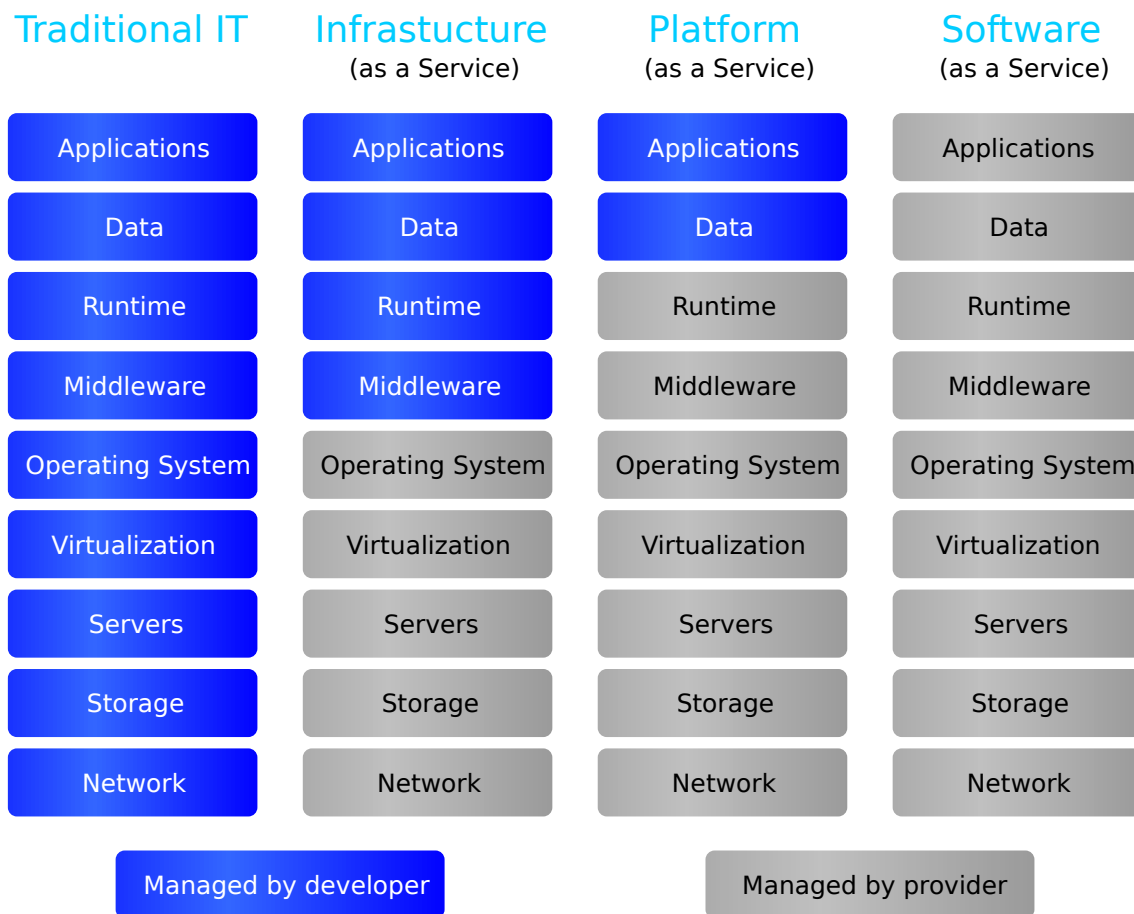 Traditional IT
Infrastucture
(as a Service)
Platform
(as a Service)
Software
(as a Service)
Applications
Applications
Applications
Applications
Data
Data
Data
Data
Runtime
Runtime
Runtime
Runtime
Middleware
Middleware
Middleware
Middleware
Operating System
Operating System
Operating System
Operating System
Virtualization
Virtualization
Virtualization
Virtualization
Servers
Servers
Servers
Servers
Storage
Storage
Storage
Storage
Network
Network
Network
Network
Managed by developer
Managed by provider